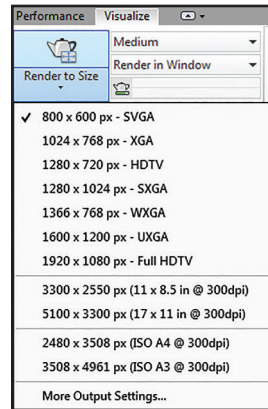 Performance Visualize
Medium
Render in Window
Render to Size
800 x 600 px - SVGA
1024 x 768 px - XGA
1280 x 720 px - HDTV
1280 x 1024 px - SXGA
1366 x 768 px - WXGA
1600 x 1200 px - UXGA
1920 x 1080 px - Full HDTV
3300 x 2550 px (11 x 8.5 in @ 300dpi)
5100 x 3300 px (17 x 11 in @ 300dpi)
2480 x 3508 px (ISO A4 @ 300dpi)
3508 x 4961 px (ISO A3 @ 300dpi)
More Output Settings...